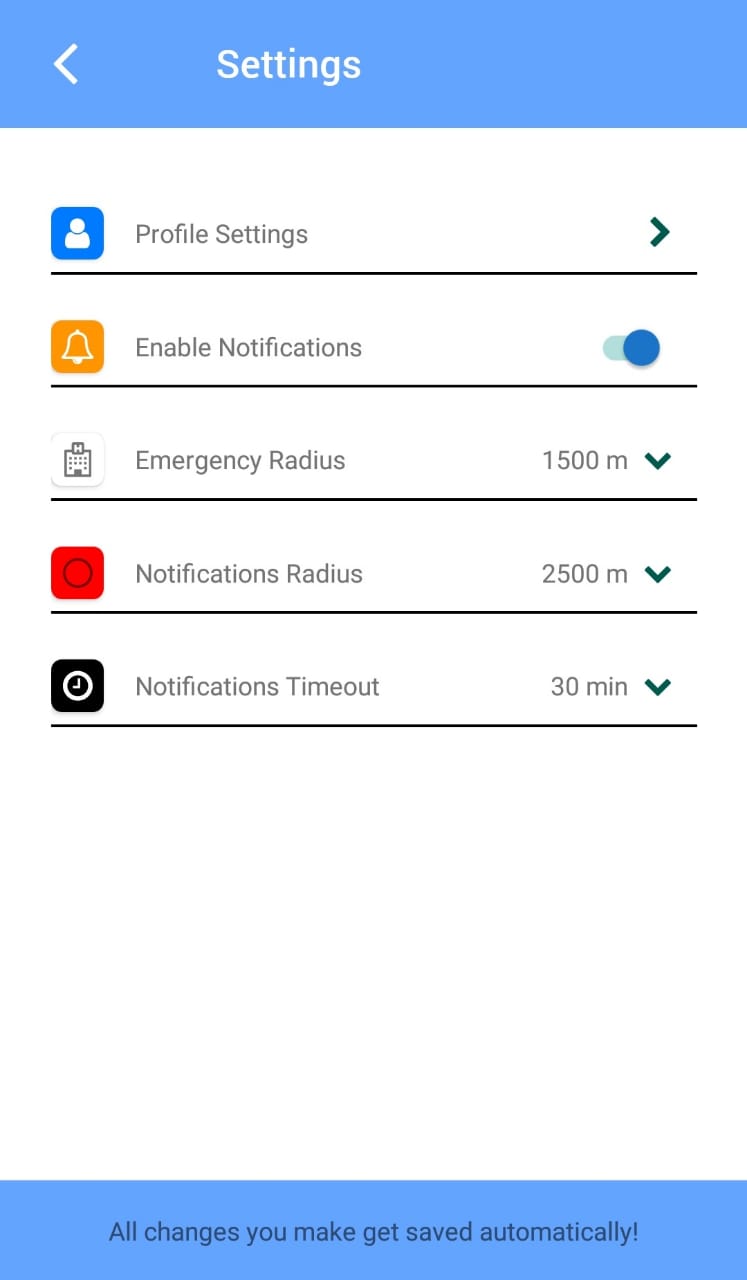 Settings
Profile Settings
Enable Notifications
Emergency Radius 1500 m
Notifications Radius 2500 m
Notifications Timeout 30 min
All changes you make get saved automatically!